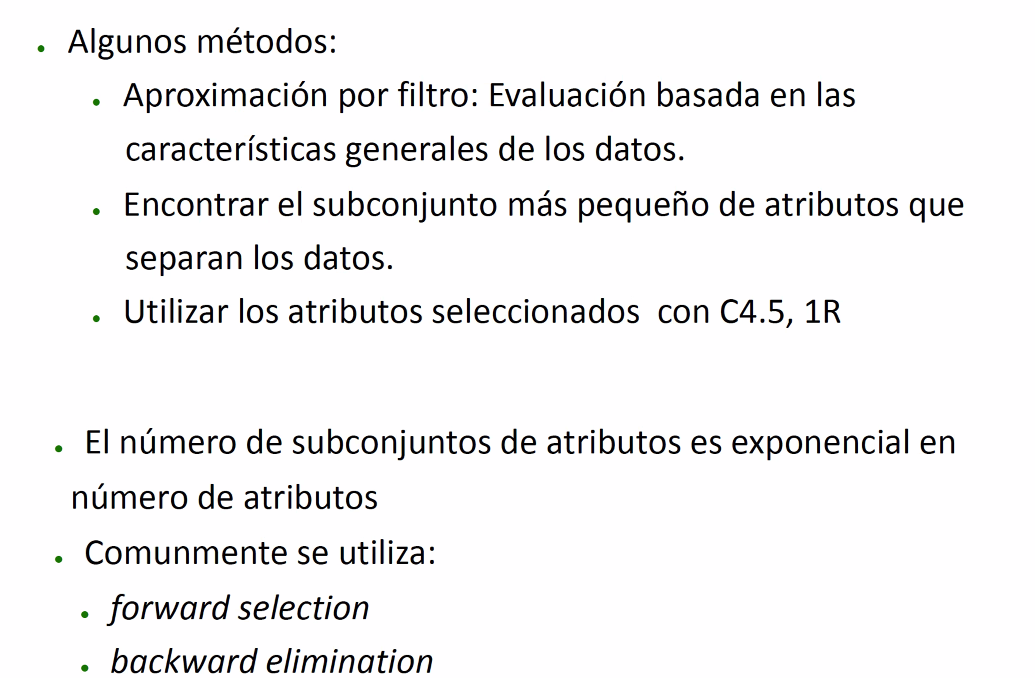 • Algunos métodos:
• Aproximación por filtro: Evaluación basada en las
características generales de los datos.
• Encontrar el subconjunto más pequeño de atributos que
separan los datos.
• Utilizar los atributos seleccionados con C4.5, 1R
• El número de subconjuntos de atributos es exponencial en
número de atributos
• Comunmente se utiliza:
• forward selection
• backward elimination